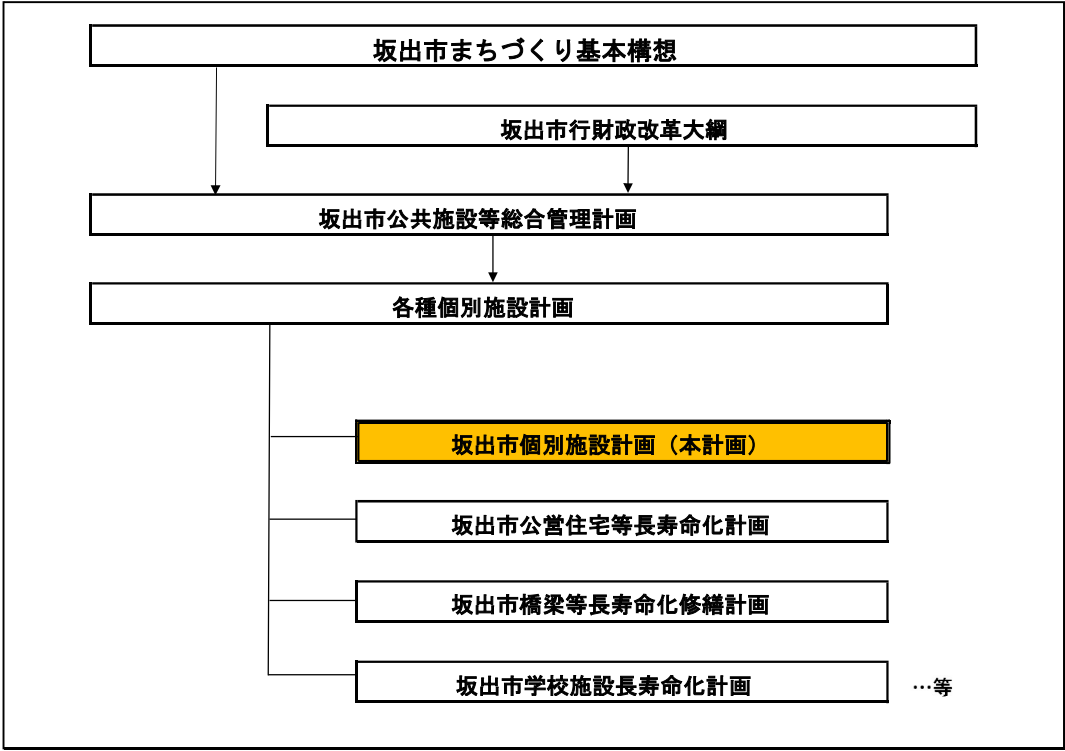 坂出市まちづくり基本構想
坂出市行財政改革大綱
坂出市公共施設等総合管理計画
各種個別施設計画
坂出市個別施設計画（本計画）
坂出市公営住宅等長寿命化計画
坂出市橋梁等長寿命化修繕計画
坂出市学校施設長寿命化計画
…等